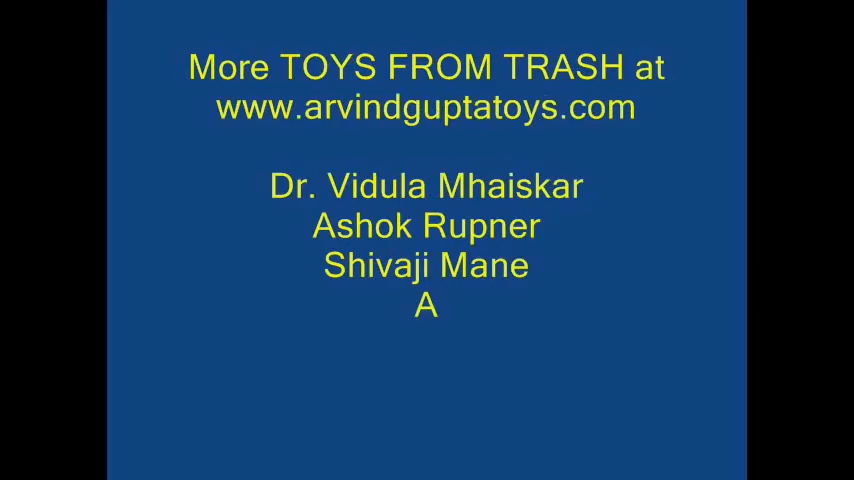 More TOYS FROM TRASH at
www.arvindguptatoys.com
Dr. Vidula Mhaiskar
Ashok Rupner
Shivaji Mane
A